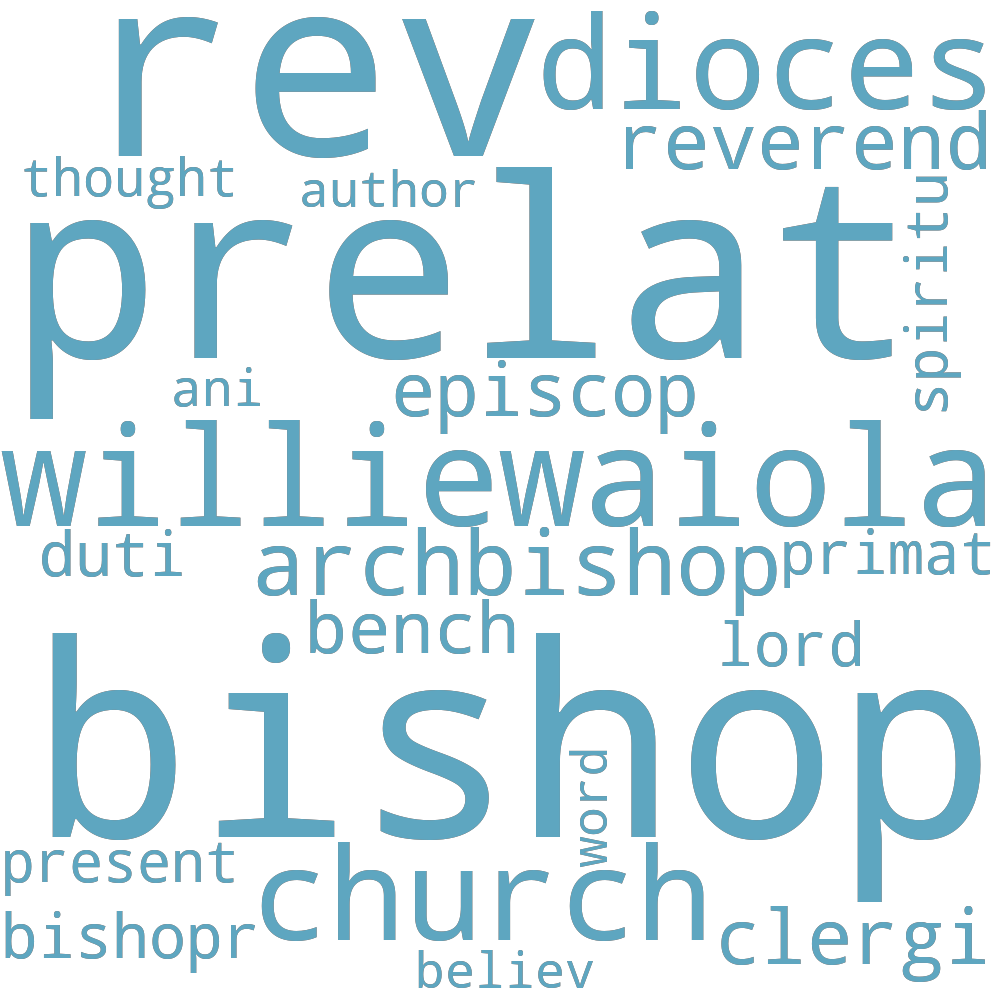 rev dioces
reverend
thought author
spiritu
prelat
ani episcop
williewaiola
duti archbishop primat
bench lord
bishop
word
present church
bishopr clergi
believ